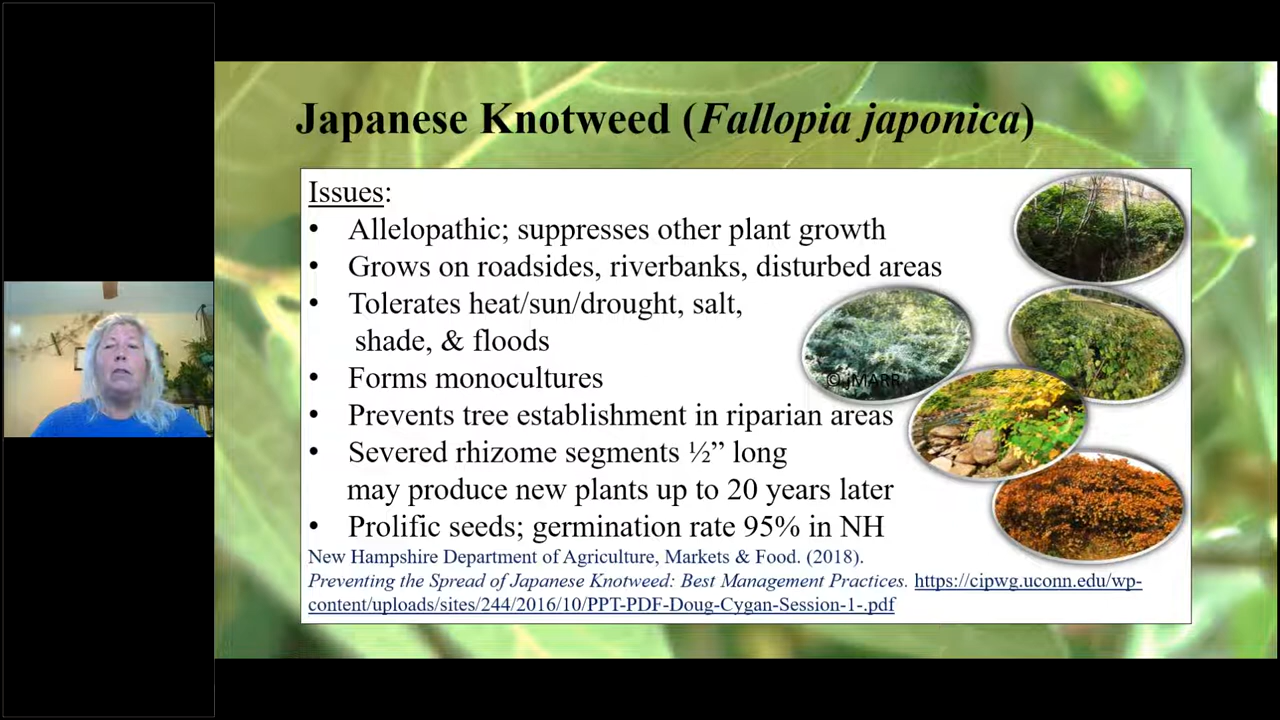 Japanese Knotweed (Fallopia japonica)
Issues:
• Allelopathic; suppresses other plant growth
• Grows on roadsides, riverbanks, disturbed areas
• Tolerates heat/sun/drought, salt,
shade, & floods
© JMARR
• Forms monocultures
• Prevents tree establishment in riparian areas
• Severed rhizome segments ½” long
may produce new plants up to 20 years later
• Prolific seeds; germination rate 95% in NH
New Hampshire Department of Agriculture, Markets & Food. (2018).
Preventing the Spread of Japanese Knotweed: Best Management Practices. https://cipwg.uconn.edu/wp-
content/uploads/sites/244/2016/10/PPT-PDF-Doug-Cygan-Session-1-.pdf